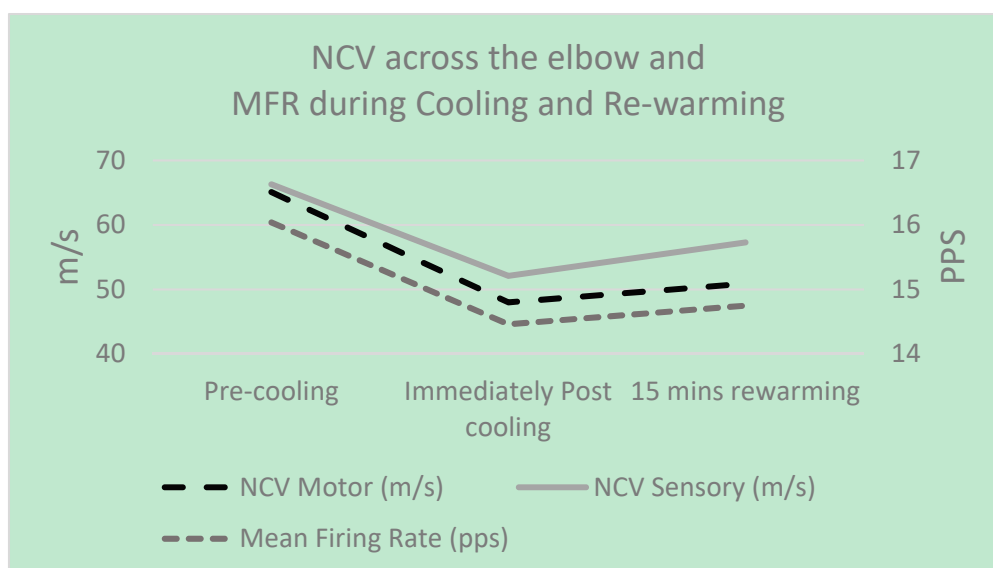 NCV across the elbow and
MFR during Cooling and Re-warming
70
60
50
40
m/s
17
16
15
14
PPS
Pre-cooling
Immediately Post
cooling
15 mins rewarming
NCV Motor (m/s)
NCV Sensory (m/s)
Mean Firing Rate (pps)